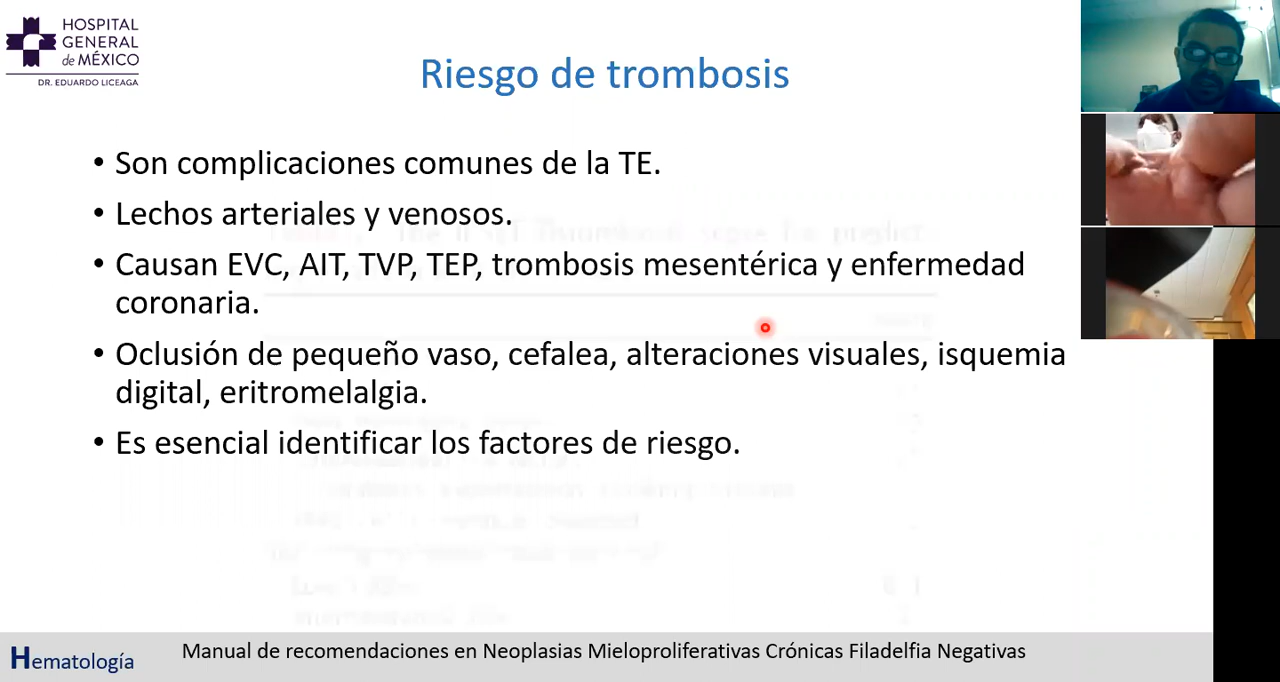 HOSPITAL
GENERAL
de MÉXICO
DR. EDUARDO LICEAGA
Riesgo de trombosis
• Son complicaciones comunes de la TE.
• Lechos arteriales y venosos.
• Causan EVC, AIT, TVP, TEP, trombosis mesentérica y enfermedad
coronaria.
• Oclusión de pequeño vaso, cefalea, alteraciones visuales, isquemia
digital, eritromelalgia.
• Es esencial identificar los factores de riesgo.
Hematología
Manual de recomendaciones en Neoplasias Mieloproliferativas Crónicas Filadelfia Negativas